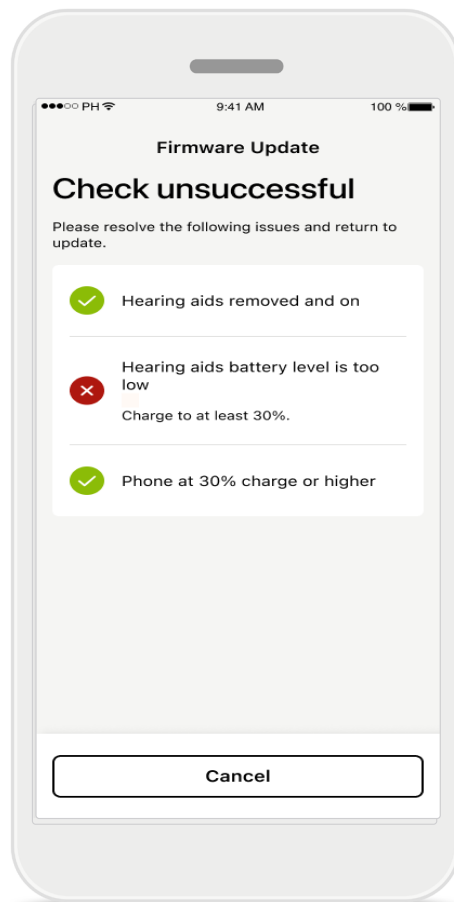 PH 9:41 AM 100 %
Firmware Update
Check unsuccessful
Please resolve the following issues and return to
update.
Hearing aids removed and on
Hearing aids battery level is too
low
Charge to at least 30%.
Phone at 30% charge or higher
Cancel